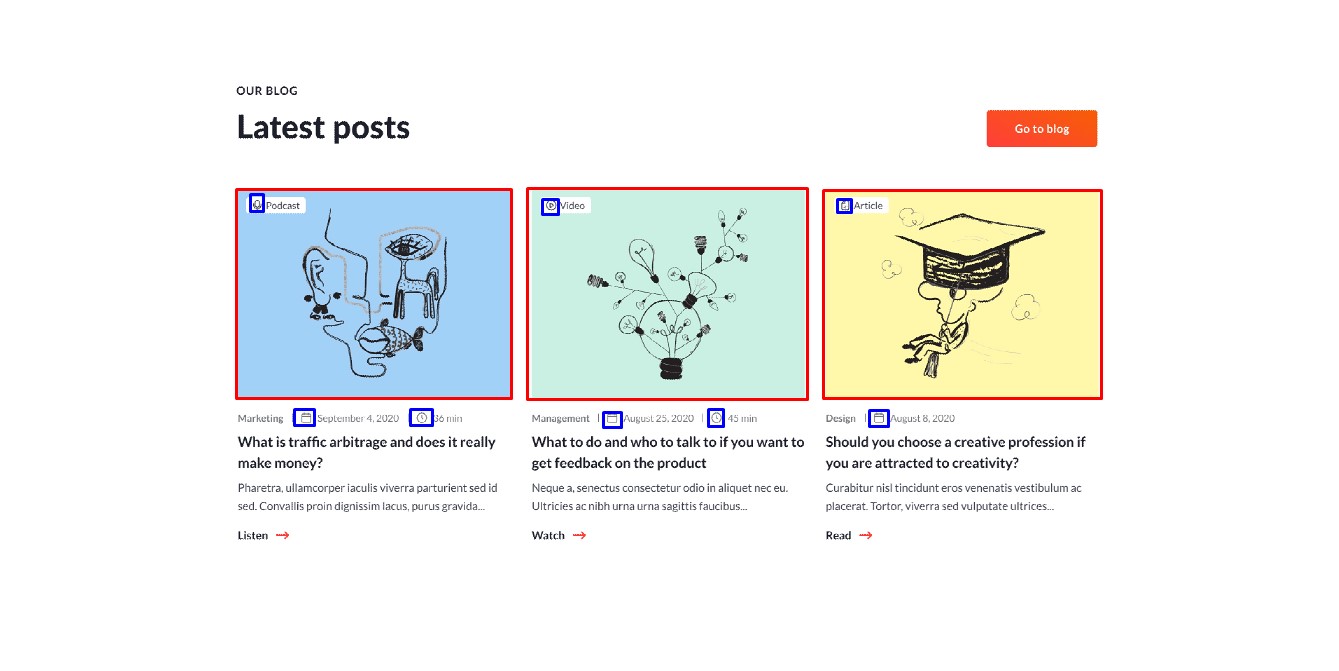 OUR BLOG
Latest posts
Go to blog
Podcast
Marketing | September 4, 2020 | 36 min
What is traffic arbitrage and does it really
make money?
Pharetra, ullamcorper iaculis viverra parturient sed id
sed. Convallis proin dignissim lacus, purus gravida...
Listen
Video
Management | August 25, 2020 | 45 min
What to do and who to talk to if you want to
get feedback on the product
Neque a, senectus consectetur odio in aliquet nec eu.
Ultricies ac nibh urna urna sagittis faucibus...
Watch
Article
Design | August 8, 2020
Should you choose a creative profession if
you are attracted to creativity?
Curabitur nisl tincidunt eros venenatis vestibulum ac
placerat. Tortor, viverra sed vulputate ultrices...
Read